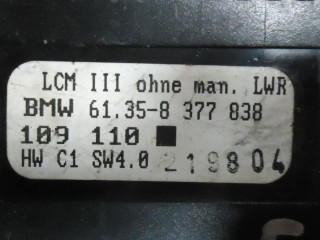 LCM III ohne man. LWR
BMW 61.35-8 377 838
109 110 ■
HW C1 SW4.0 219804